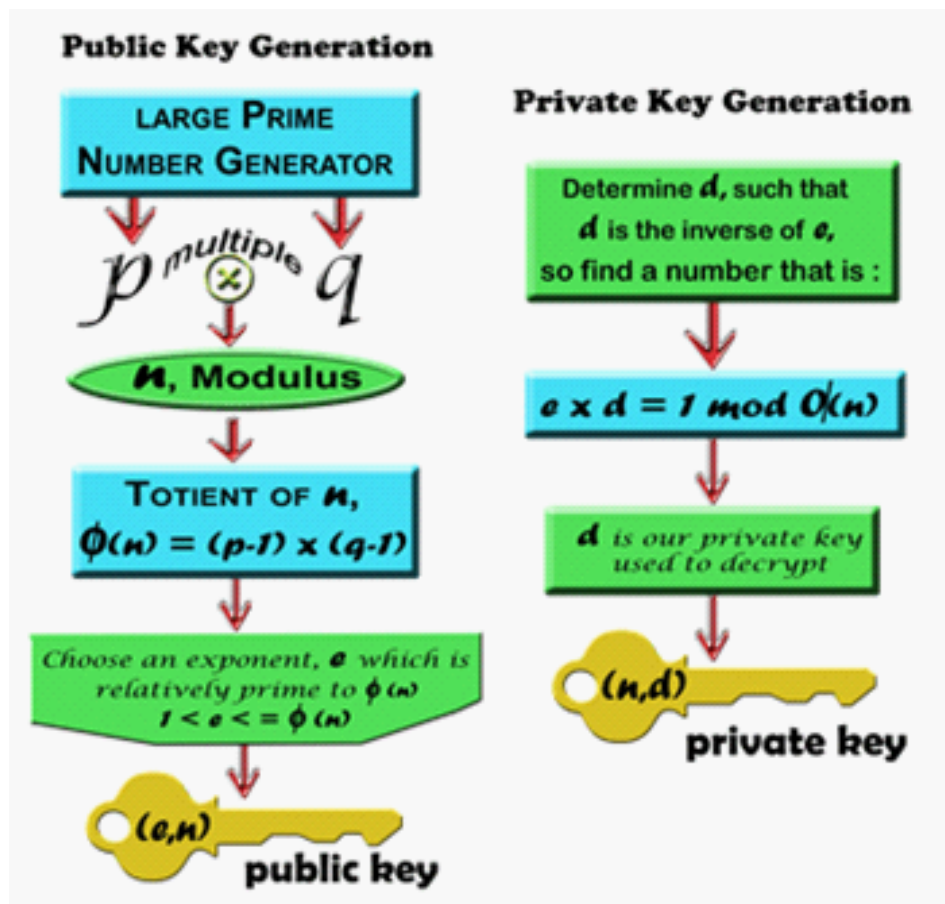 Public Key Generation
LARGE PRIME
NUMBER GENERATOR
p multiple q
×
n, Modulus
TOTIENT OF n,
ϕ(n) = (p-1) x (q-1)
Choose an exponent, e which is
relatively prime to ϕ(n)
1 < e < = ϕ(n)
(e,n)
public key
Private Key Generation
Determine d, such that
d is the inverse of e,
so find a number that is :
e x d = 1 mod O/(n)
d is our private key
used to decrypt
(n,d)
private key